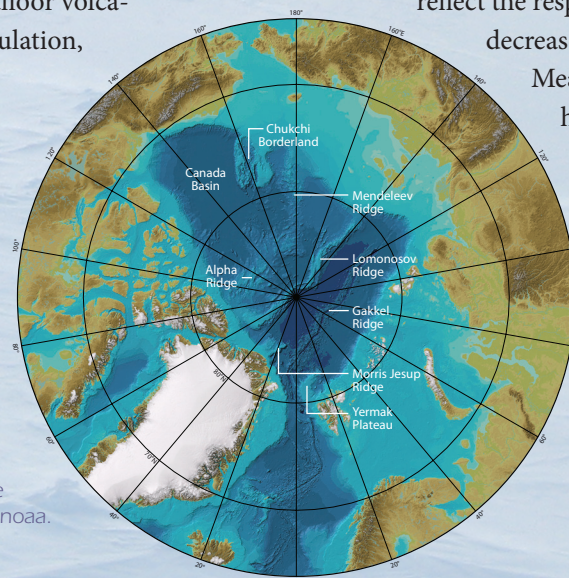 floor volca-
ulation,
reflect the resp
decreas
Mea
h
180°
160°
160°E
140°
140°
120°
120°
Chukchi
Borderland
Canada
Basin
Mendeleev
Ridge
100°
Lomonosov
Ridge
Alpha
Ridge
Gakkel
Ridge
80°
Morris Jesup
Ridge
80°N
Yermak
Plateau
60°
60°
70°N
e
noaa.
40°
40°
20°
20°